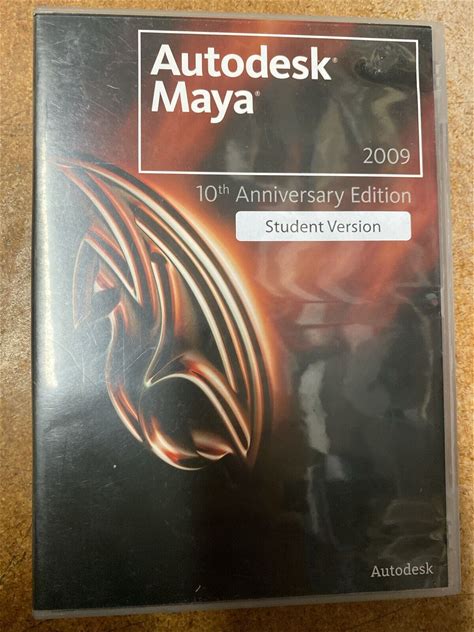 Autodesk®
Maya®
2009
10th Anniversary Edition
Student Version
Autodesk